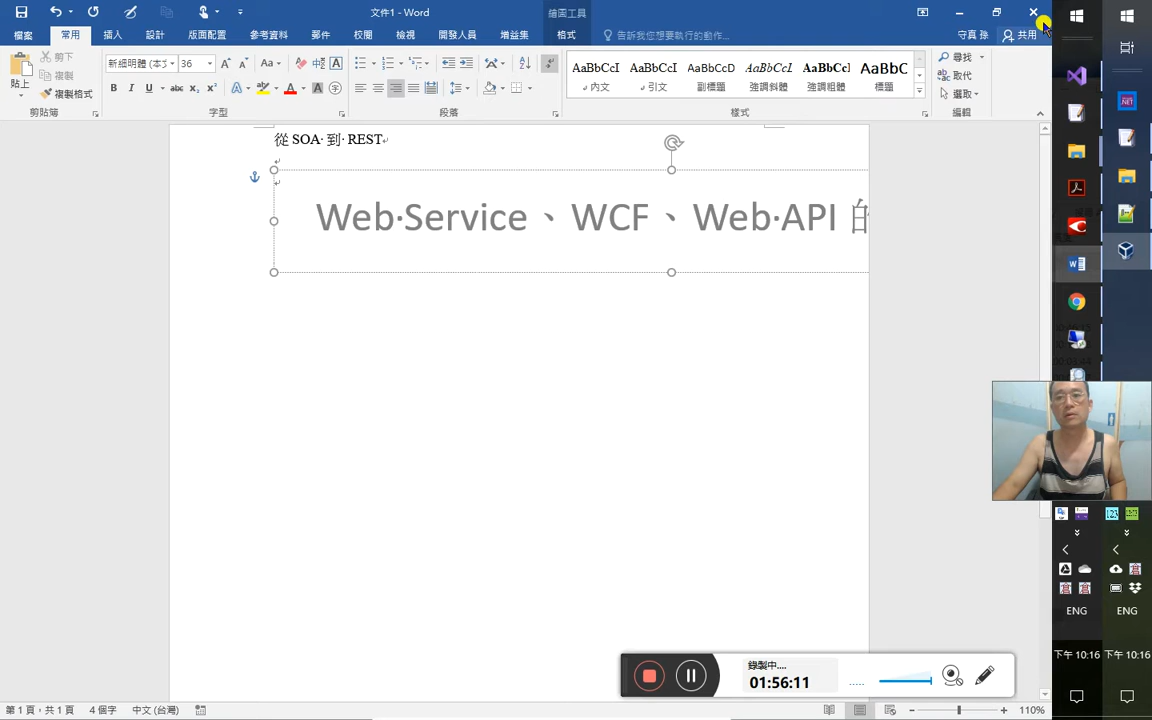 文件1 - Word
繪圖工具
檔案
常用
插入
設計
版面配置
參考資料
郵件
校閱
檢視
開發人員
增益集
格式
告訴我您想要執行的動作...
守真 孫
共用
貼上
剪下
複製
複製格式
剪貼簿
新細明體 (本文
36
字型
段落
AaBbCcI
內文
AaBbCcI
引文
AaBbCcD
副標題
AaBbCcI
強調斜體
AaBbCcI
強調粗體
AaBbC
標題
樣式
尋找
取代
選取
編輯
從 SOA 到 REST
Web·Service、WCF、Web·API 的
錄製中....
01:56:11
ENG
ENG
下午 10:16
下午 10:16
第 1 頁，共 1 頁
4 個字
中文 (台灣)
110%